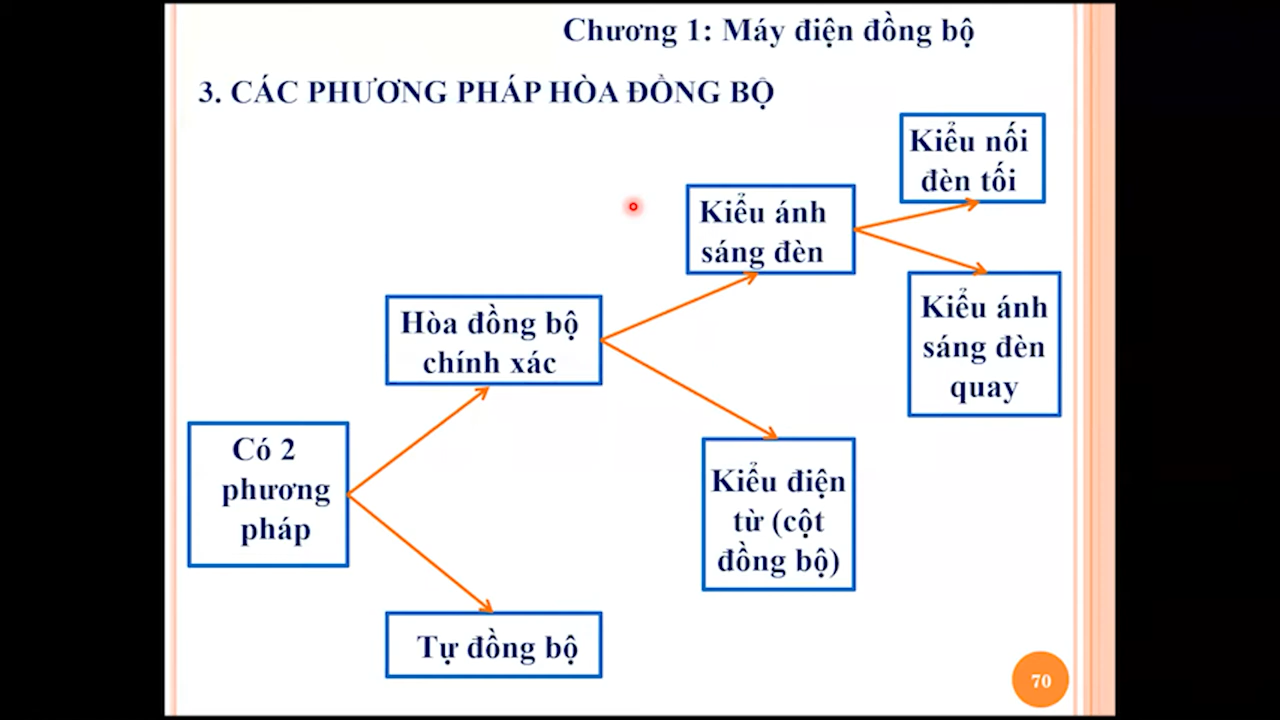 Chương 1: Máy điện đồng bộ
3. CÁC PHƯƠNG PHÁP HÒA ĐỒNG BỘ
Kiểu nối
đèn tối
Kiểu ánh
sáng đèn
Kiểu ánh
sáng đèn
quay
Hòa đồng bộ
chính xác
Có 2
phương
pháp
Kiểu điện
từ (cột
đồng bộ)
Tự đồng bộ
70